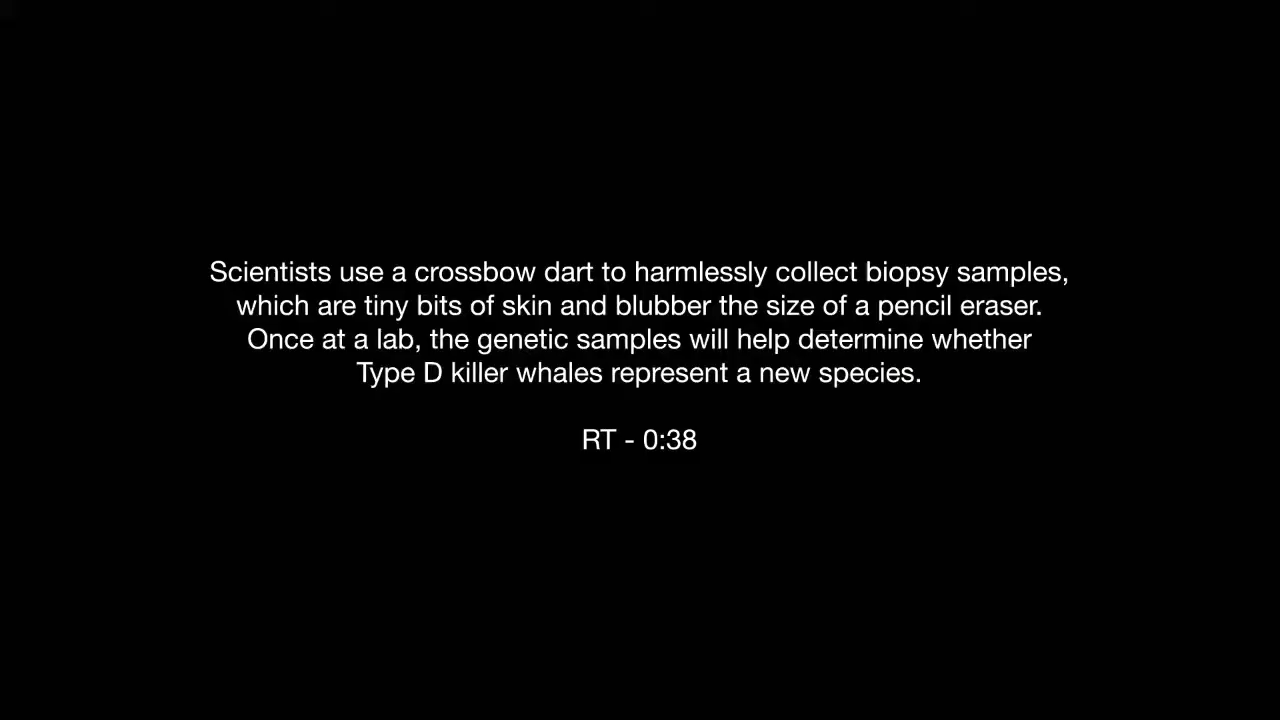 Scientists use a crossbow dart to harmlessly collect biopsy samples,
which are tiny bits of skin and blubber the size of a pencil eraser.
Once at a lab, the genetic samples will help determine whether
Type D killer whales represent a new species.
RT - 0:38